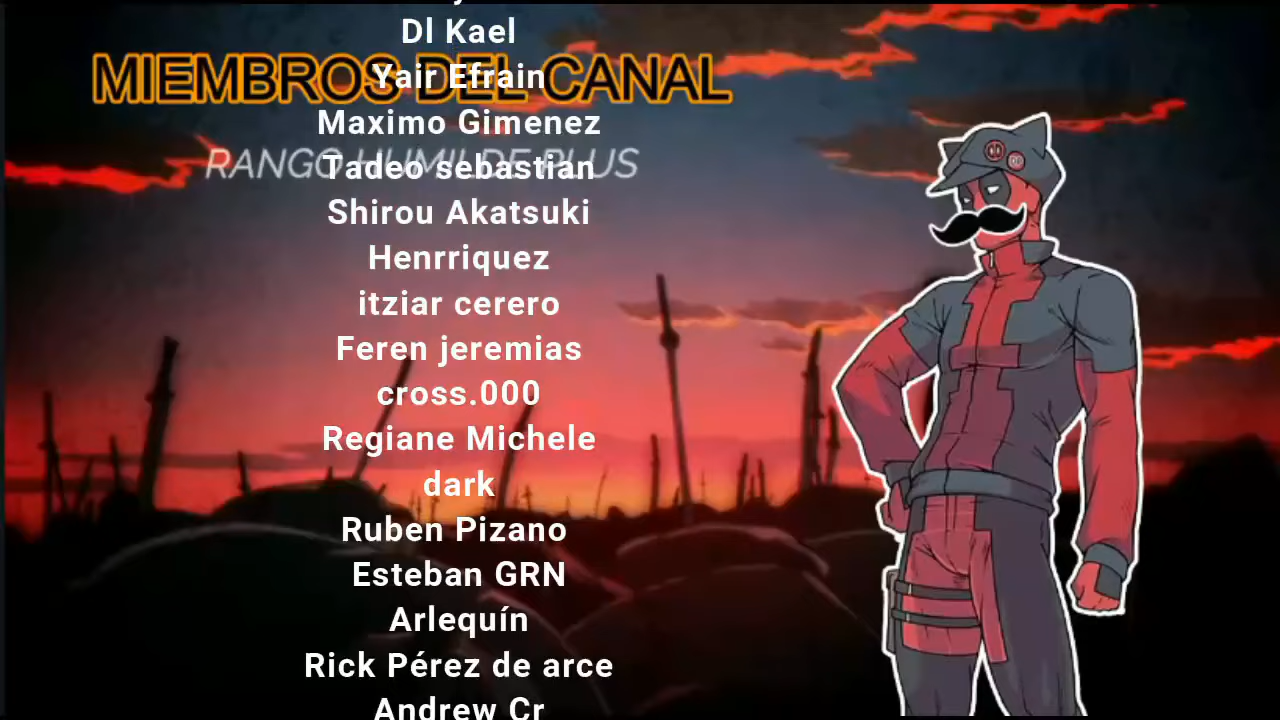 Dl Kael
MIEMBROS DEL CANAL
Yair Efrain
Maximo Gimenez
RANGO HUMILDE PLUS
Tadeo sebastian
Shirou Akatsuki
Henrriquez
itziar cerero
Feren jeremias
cross.000
Regiane Michele
dark
Ruben Pizano
Esteban GRN
Arlequín
Rick Pérez de arce
Andrew Cr